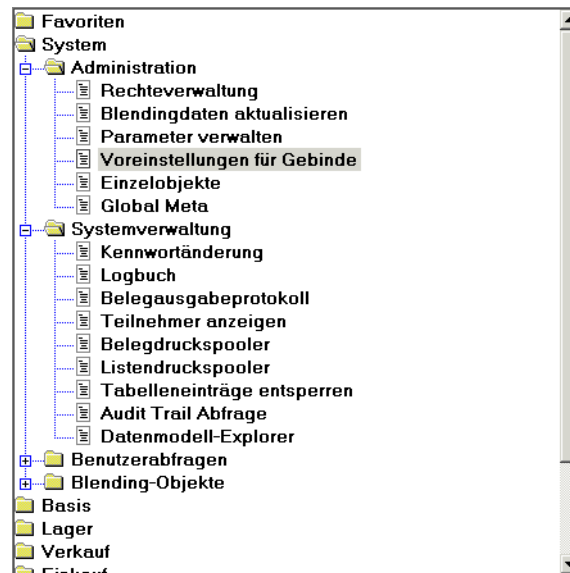 Favoriten
System
Administration
Rechteverwaltung
Blendingdaten aktualisieren
Parameter verwalten
Voreinstellungen für Gebinde
Einzelobjekte
Global Meta
Systemverwaltung
Kennwortänderung
Logbuch
Belegausgabeprotokoll
Teilnehmer anzeigen
Belegdruckspooler
Listendruckspooler
Tabelleneinträge entsperren
Audit Trail Abfrage
Datenmodell-Explorer
Benutzerabfragen
Blending-Objekte
Basis
Lager
Verkauf
Einkauf